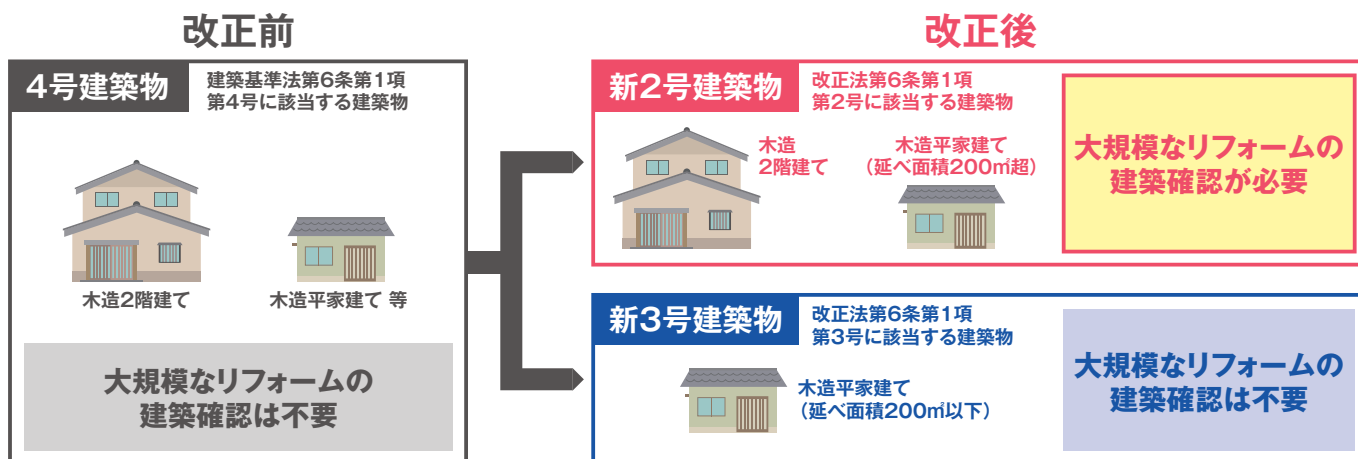 改正前
4号建築物
建築基準法第6条第1項
第4号に該当する建築物
木造2階建て
木造平家建て 等
大規模なリフォームの
建築確認は不要
改正後
新2号建築物
改正法第6条第1項
第2号に該当する建築物
木造
2階建て
木造平家建て
（延べ面積200㎡超）
大規模なリフォームの
建築確認が必要
新3号建築物
改正法第6条第1項
第3号に該当する建築物
木造平家建て
（延べ面積200㎡以下）
大規模なリフォームの
建築確認は不要